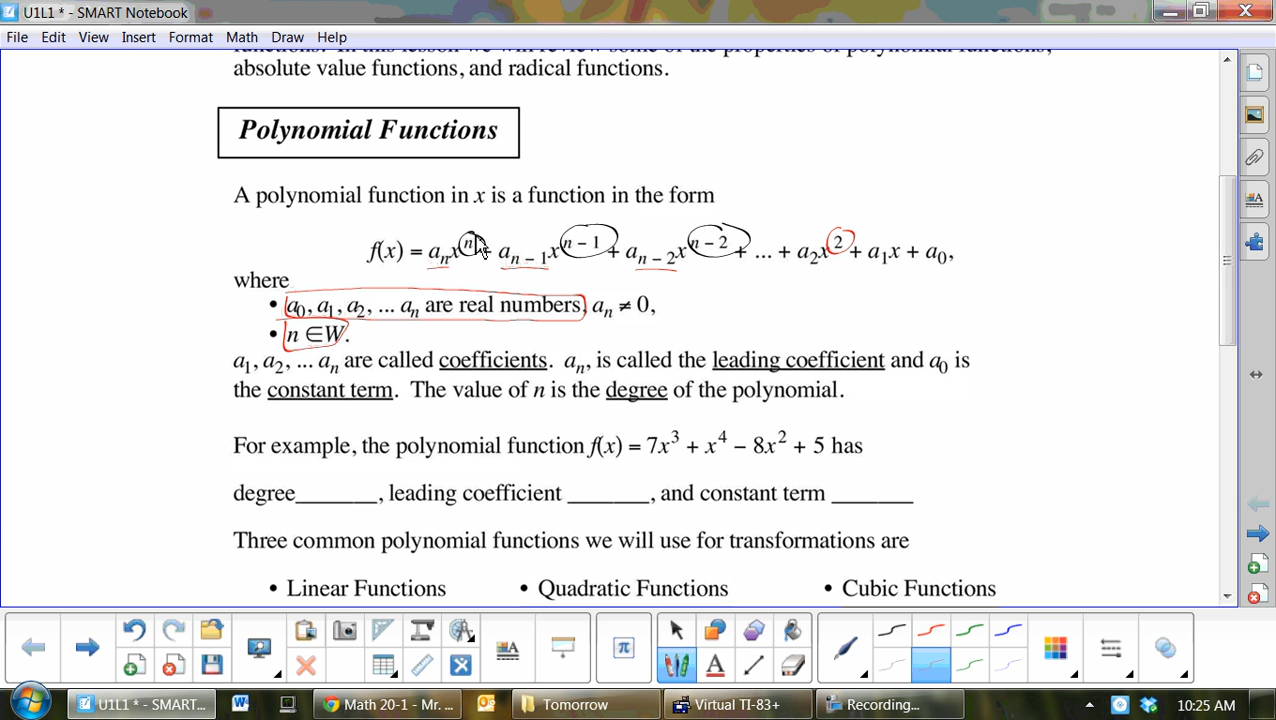 U1L1 * - SMART Notebook
File Edit View Insert Format Math Draw Help
absolute value functions, and radical functions.
Polynomial Functions
A polynomial function in x is a function in the form
f(x) = aₙxⁿ + aₙ₋₁xⁿ⁻¹ + aₙ₋₂xⁿ⁻² + ... + a₂x² + a₁x + a₀,
where
• a₀, a₁, a₂, ... aₙ are real numbers, aₙ ≠ 0,
• n ∈W.
a₁, a₂, ... aₙ are called coefficients. aₙ, is called the leading coefficient and a₀ is
the constant term. The value of n is the degree of the polynomial.
For example, the polynomial function f(x) = 7x³ + x⁴ − 8x² + 5 has
degree_______, leading coefficient _______, and constant term _______
Three common polynomial functions we will use for transformations are
• Linear Functions • Quadratic Functions • Cubic Functions
U1L1 * - SMART... Math 20-1 - Mr. ... Tomorrow Virtual TI-83+ Recording... 10:25 AM